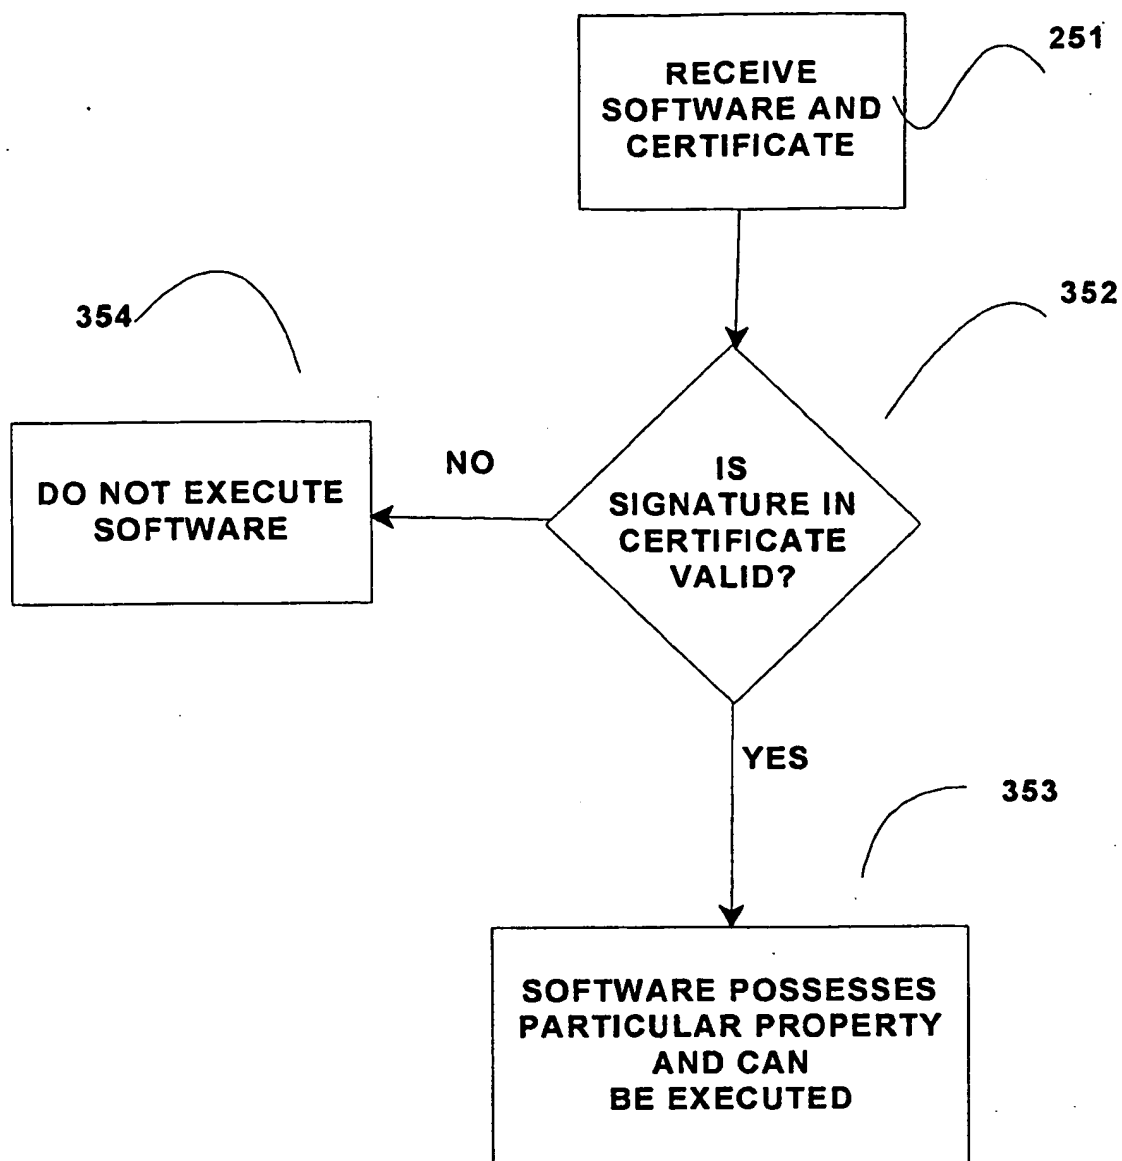 251
RECEIVE
SOFTWARE AND
CERTIFICATE
352
354
NO
IS
SIGNATURE IN
CERTIFICATE
VALID?
DO NOT EXECUTE
SOFTWARE
YES
353
SOFTWARE POSSESSES
PARTICULAR PROPERTY
AND CAN
BE EXECUTED